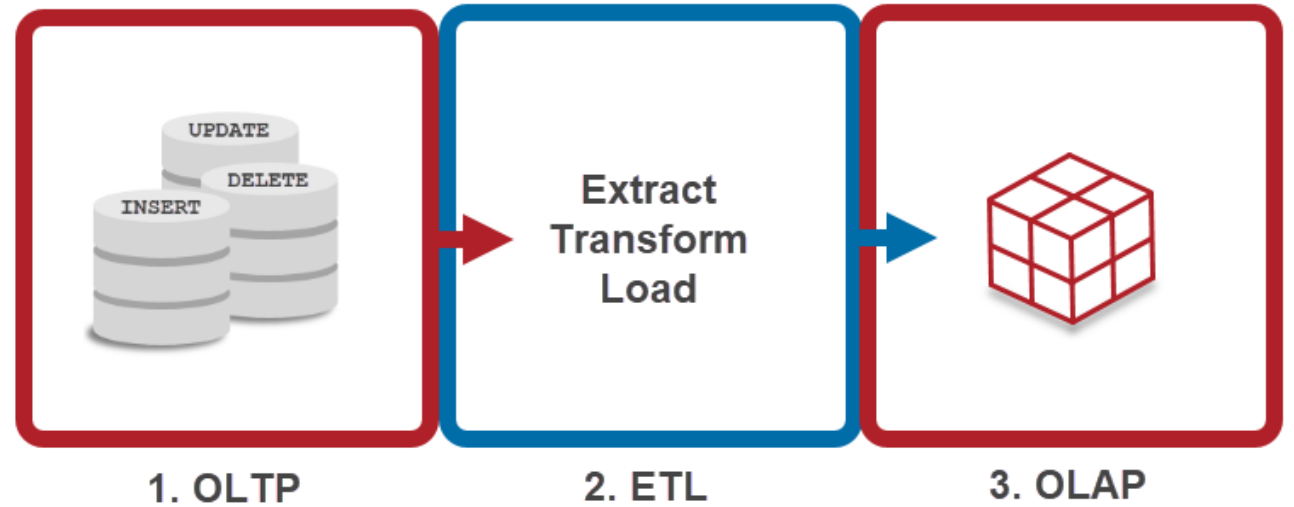 UPDATE
DELETE
INSERT
Extract
Transform
Load
1. OLTP
2. ETL
3. OLAP